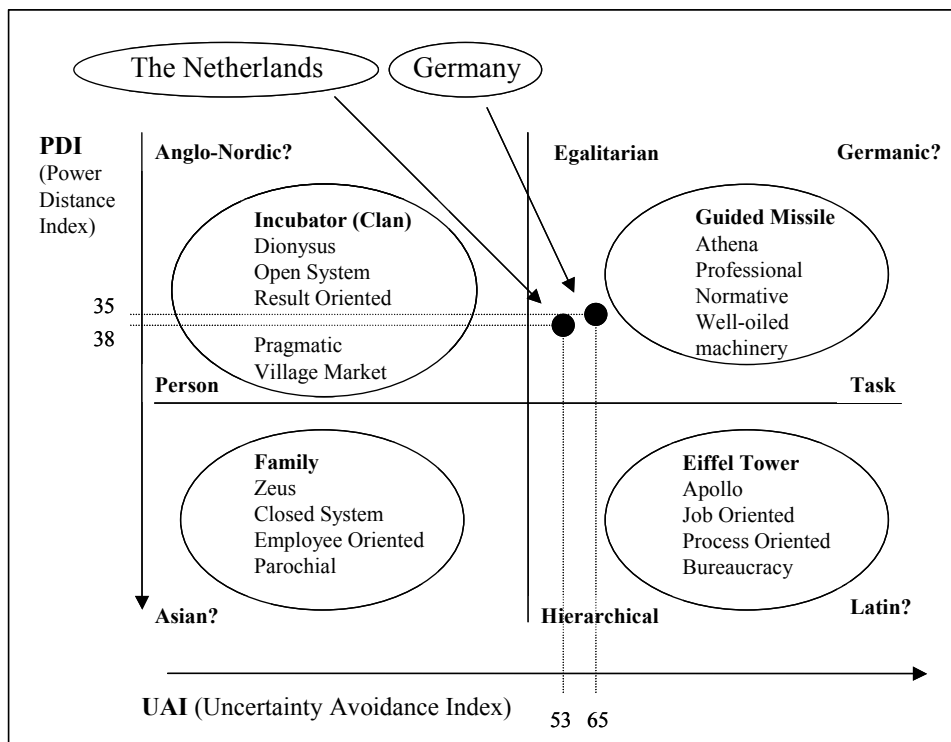 The Netherlands
Germany
PDI
(Power
Distance
Index)
Anglo-Nordic?
Egalitarian
Germanic?
Incubator (Clan)
Dionysus
Open System
Result Oriented
Pragmatic
Village Market
Guided Missile
Athena
Professional
Normative
Well-oiled
machinery
35
38
Person
Task
Family
Zeus
Closed System
Employee Oriented
Parochial
Eiffel Tower
Apollo
Job Oriented
Process Oriented
Bureaucracy
Asian?
Hierarchical
Latin?
UAI (Uncertainty Avoidance Index)
53
65